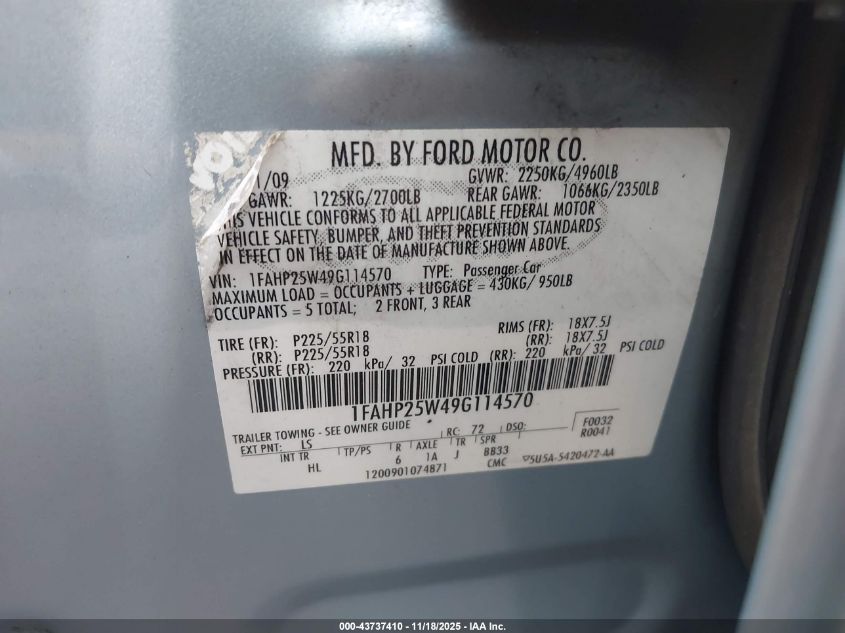 VOID
MFD. BY FORD MOTOR CO.
1/09 GVWR: 2250KG/4960LB
GAWR: 1225KG/2700LB REAR GAWR: 1066KG/2350LB
THIS VEHICLE CONFORMS TO ALL APPLICABLE FEDERAL MOTOR
VEHICLE SAFETY, BUMPER, AND THEFT PREVENTION STANDARDS
IN EFFECT ON THE DATE OF MANUFACTURE SHOWN ABOVE.
VIN: 1FAHP25W49G114570 TYPE: Passenger Car
MAXIMUM LOAD = OCCUPANTS + LUGGAGE = 430KG/ 950LB
OCCUPANTS = 5 TOTAL; 2 FRONT, 3 REAR
TIRE (FR): P225/55R18 RIMS (FR): 18X7.5J
(RR): P225/55R18 (RR): 18X7.5J
PRESSURE (FR): 220 kPa/ 32 PSI COLD (RR): 220 kPa/ 32 PSI COLD
1FAHP25W49G114570
TRAILER TOWING - SEE OWNER GUIDE F0032
EXT PNT: LS RC: 72 DSO: R0041
INT TR TP/PS R AXLE TR SPR
HL 6 1A J BB33
1200901074871 CMC ▽5U5A-5420472-AA
000-43737410 - 11/18/2025 - IAA Inc.